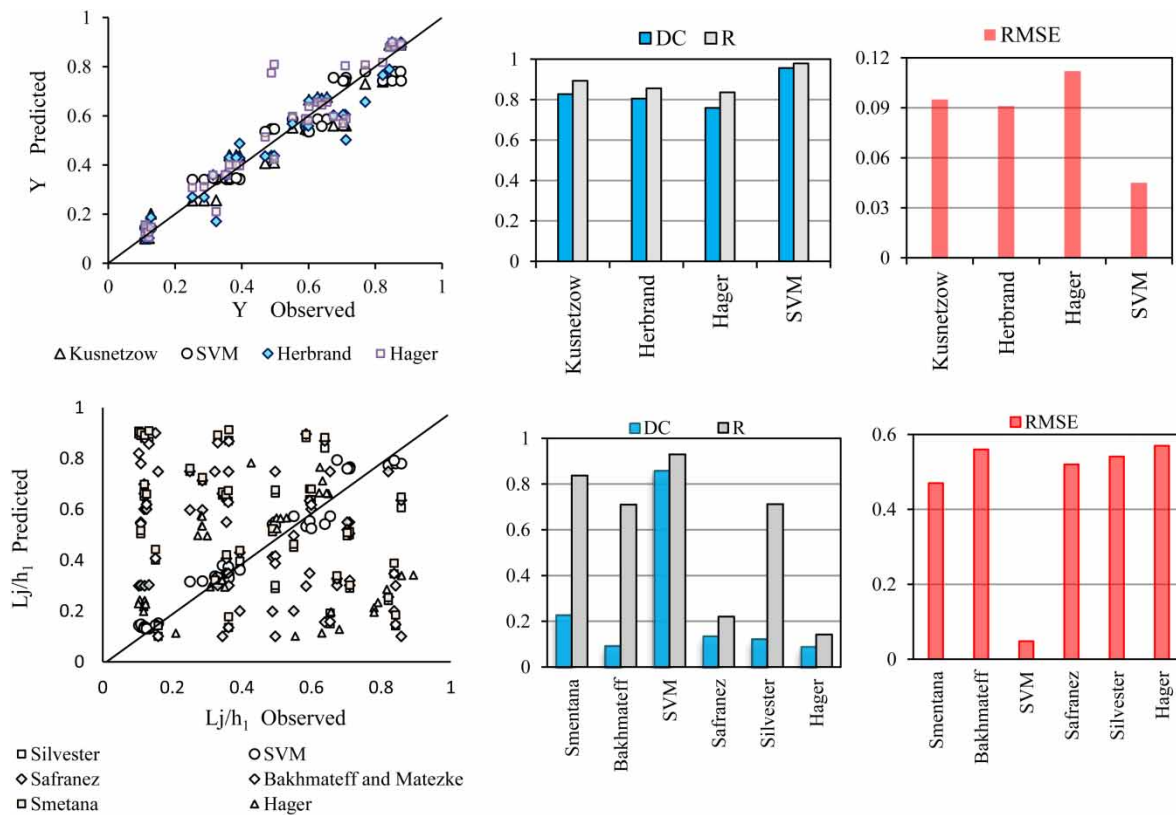 1
0.8
0.6
0.4
0.2
0
0 0.2 0.4 0.6 0.8 1
Y Predicted
Y Observed
Kusnetzow SVM Herbrand Hager
DC R
1
0.8
0.6
0.4
0.2
0
Kusnetzow
Herbrand
Hager
SVM
RMSE
0.12
0.09
0.06
0.03
0
Kusnetzow
Herbrand
Hager
SVM
1
0.8
0.6
0.4
0.2
0
0 0.2 0.4 0.6 0.8 1
Lj/h1 Predicted
Lj/h1 Observed
Silvester SVM
Safranez Bakhmateff and Matezke
Smetana Hager
DC R
1
0.8
0.6
0.4
0.2
0
Smentana
Bakhmateff
SVM
Safranez
Silvester
Hager
RMSE
0.6
0.4
0.2
0
Smentana
Bakhmateff
SVM
Safranez
Silvester
Hager